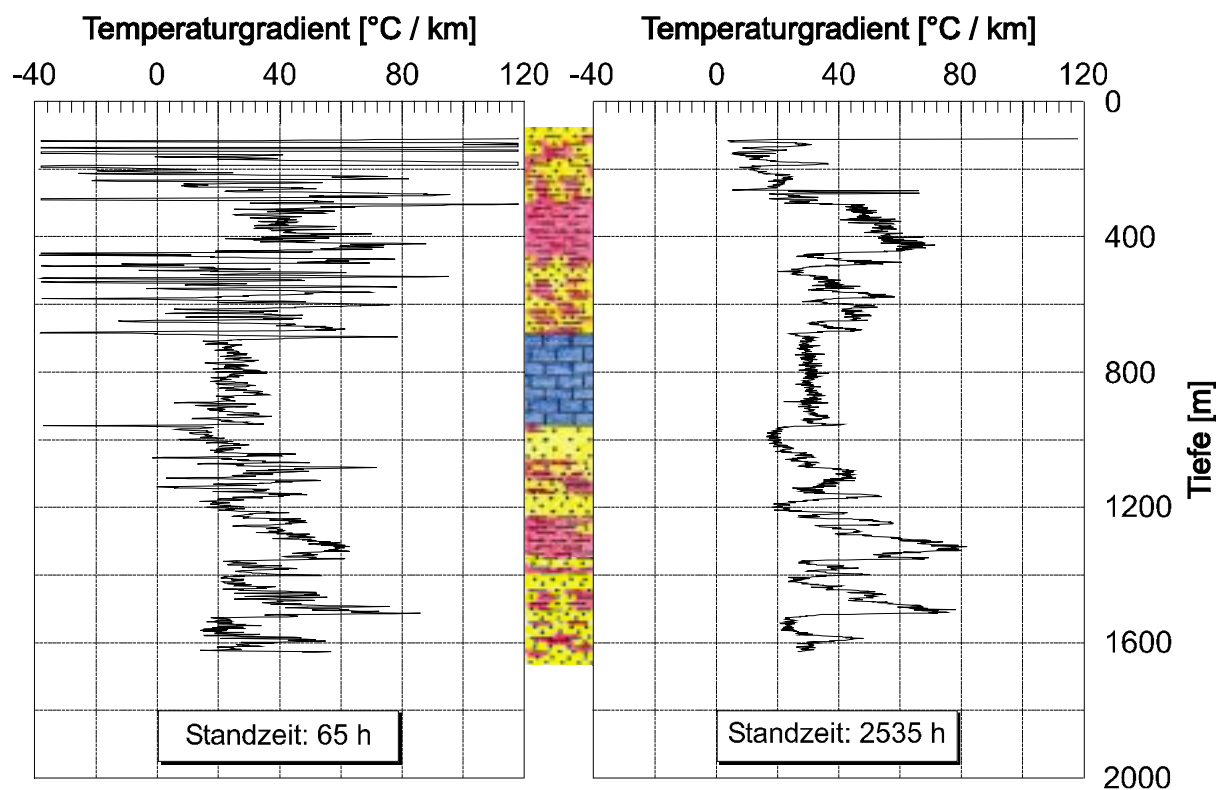 Temperaturgradient [°C / km] Temperaturgradient [°C / km]
-40 0 40 80 120 -40 0 40 80 120
0
400
800
Tiefe [m]
1200
1600
Standzeit: 65 h Standzeit: 2535 h
2000